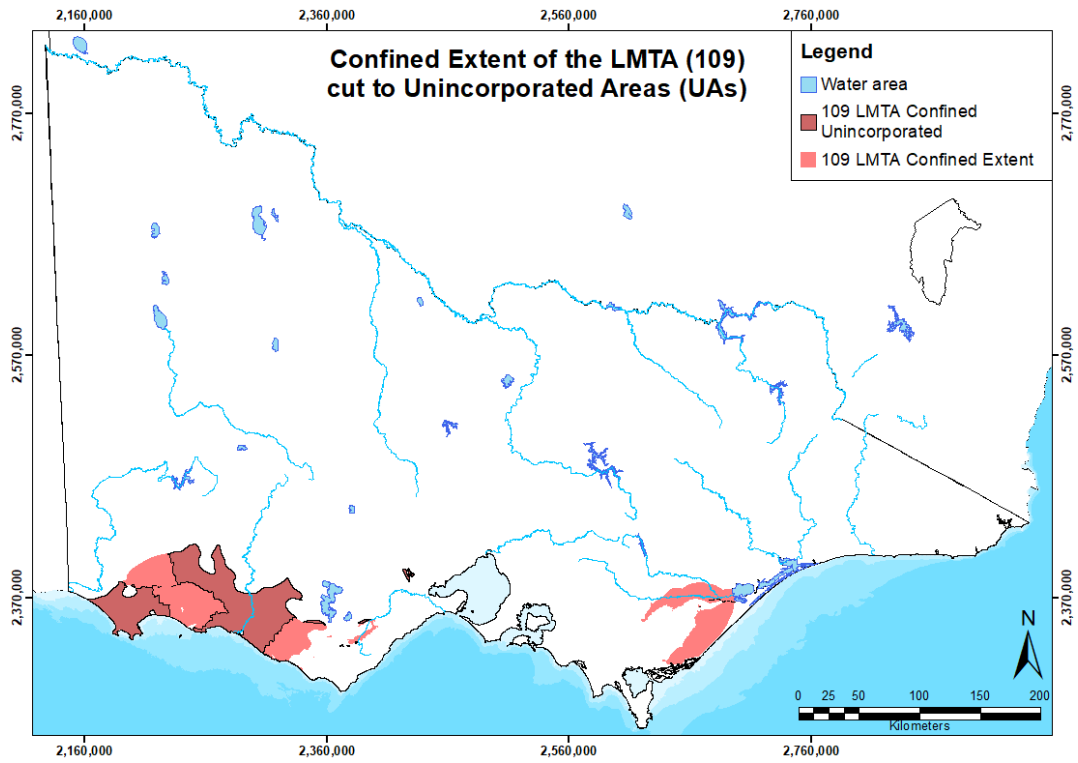 2,160,000
2,360,000
2,560,000
2,760,000
Confined Extent of the LMTA (109)
cut to Unincorporated Areas (UAs)
Legend
Water area
109 LMTA Confined
Unincorporated
109 LMTA Confined Extent
2,770,000
2,770,000
2,570,000
2,570,000
2,370,000
2,370,000
N
0 25 50 100 150 200
Kilometers
2,160,000
2,360,000
2,560,000
2,760,000